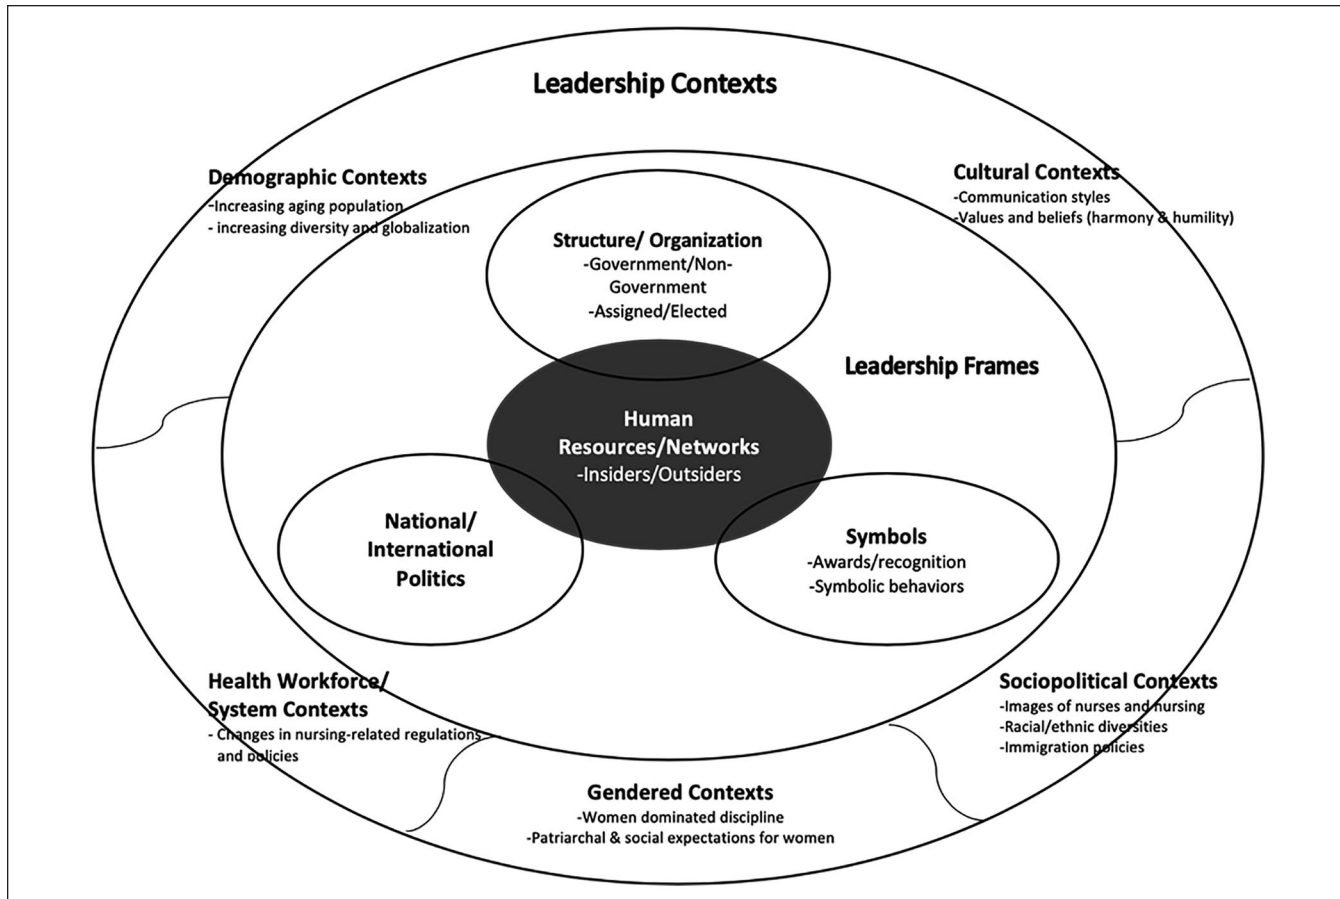 Leadership Contexts
Demographic Contexts
-Increasing aging population
- increasing diversity and globalization
Cultural Contexts
-Communication styles
-Values and beliefs (harmony & humility)
Structure/ Organization
-Government/Non-
Government
-Assigned/Elected
Leadership Frames
Human
Resources/Networks
-Insiders/Outsiders
National/
International
Politics
Symbols
-Awards/recognition
-Symbolic behaviors
Health Workforce/
System Contexts
- Changes in nursing-related regulations
and policies
Sociopolitical Contexts
-Images of nurses and nursing
-Racial/ethnic diversities
-Immigration policies
Gendered Contexts
-Women dominated discipline
-Patriarchal & social expectations for women